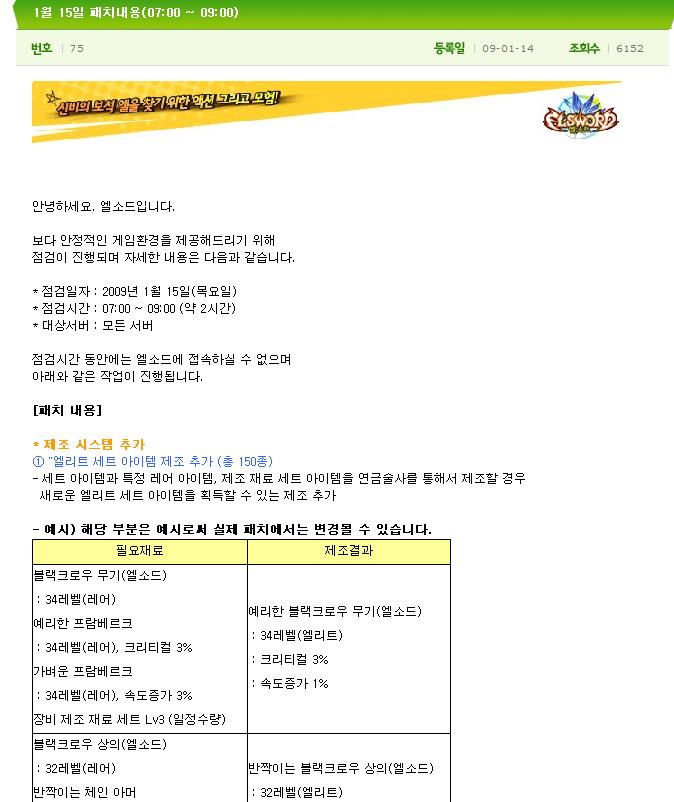 1월 15일 패치내용(07:00 ~ 09:00)
번호 75 등록일 09-01-14 조회수 6152
신비의 보석 엘을 찾기 위한 액션 그리고 모험!
ELSWORD
엘소드
안녕하세요. 엘소드입니다.
보다 안정적인 게임환경을 제공해드리기 위해
점검이 진행되며 자세한 내용은 다음과 같습니다.
* 점검일자 : 2009년 1월 15일(목요일)
* 점검시간 : 07:00 ~ 09:00 (약 2시간)
* 대상서버 : 모든 서버
점검시간 동안에는 엘소드에 접속하실 수 없으며
아래와 같은 작업이 진행됩니다.
[패치 내용]
* 제조 시스템 추가
① "엘리트 세트 아이템 제조 추가 (총 150종)
- 세트 아이템과 특정 레어 아이템, 제조 재료 세트 아이템을 연금술사를 통해서 제조할 경우
새로운 엘리트 세트 아이템을 획득할 수 있는 제조 추가
- 예시) 해당 부분은 예시로써 실제 패치에서는 변경될 수 있습니다.
필요재료
제조결과
블랙크로우 무기(엘소드)
: 34레벨(레어)
예리한 프람베르크
: 34레벨(레어), 크리티컬 3%
가벼운 프람베르크
: 34레벨(레어), 속도증가 3%
장비 제조 재료 세트 Lv3 (일정수량)
예리한 블랙크로우 무기(엘소드)
: 34레벨(엘리트)
: 크리티컬 3%
: 속도증가 1%
블랙크로우 상의(엘소드)
: 32레벨(레어)
반짝이는 체인 아머
반짝이는 블랙크로우 상의(엘소드)
: 32레벨(엘리트)